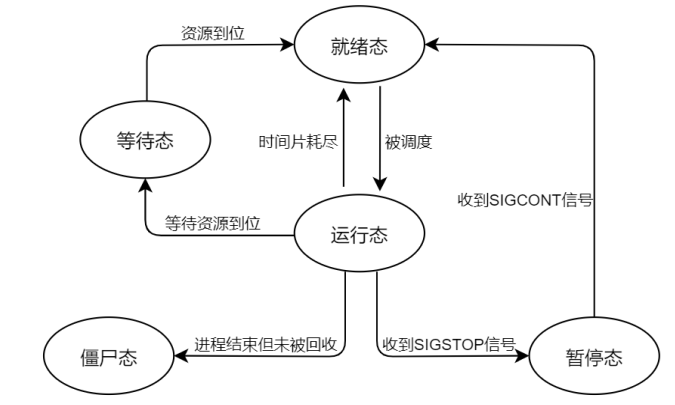 资源到位
就绪态
等待态
时间片耗尽
被调度
收到SIGCONT信号
等待资源到位
运行态
僵尸态
进程结束但未被回收
收到SIGSTOP信号
暂停态